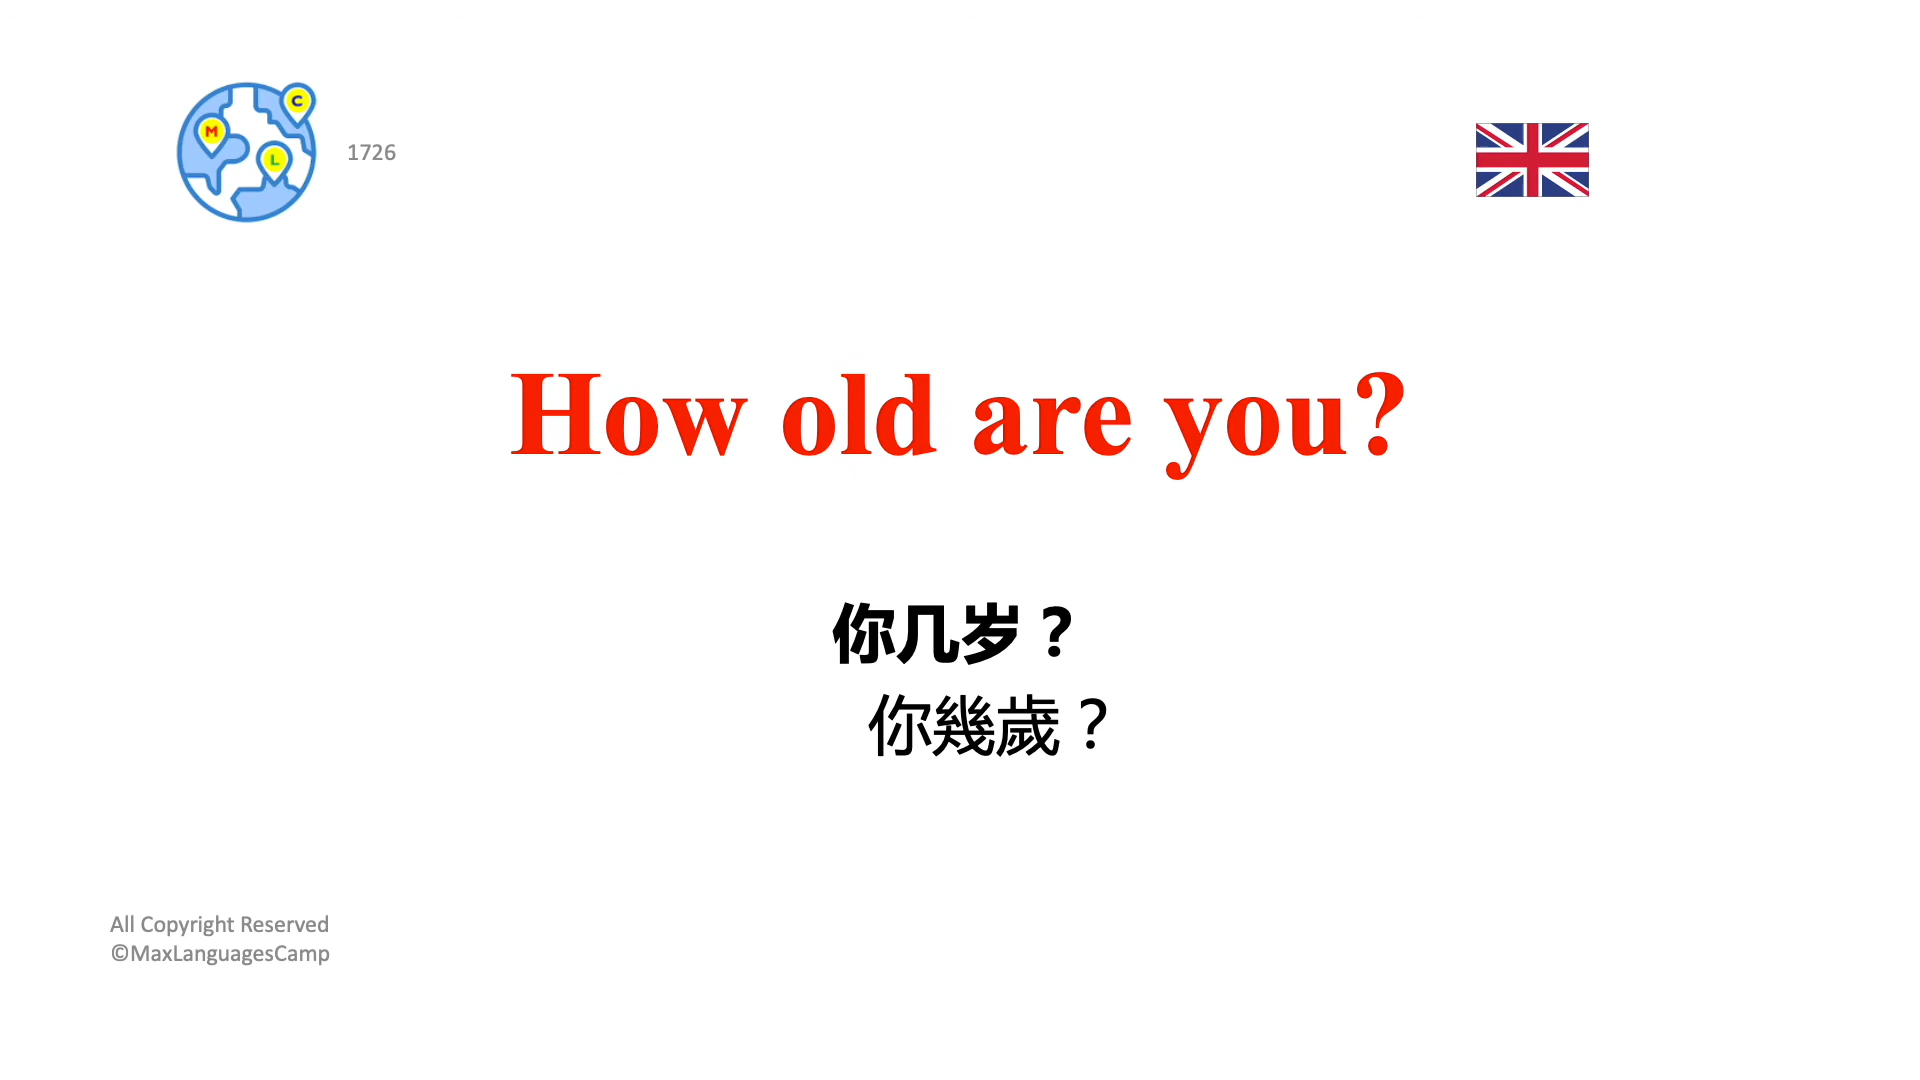 C
M
L
1726
How old are you?
你几岁？
你幾歲？
All Copyright Reserved
©MaxLanguagesCamp